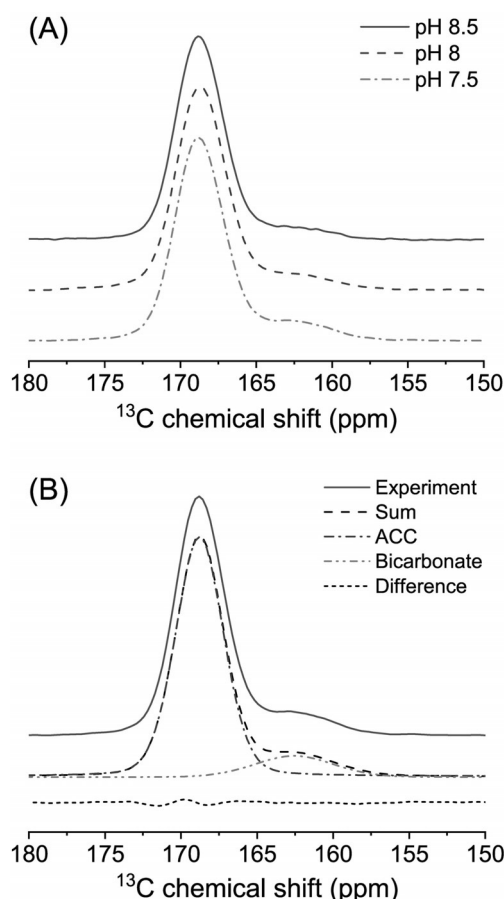 (A)
pH 8.5
pH 8
pH 7.5
180 175 170 165 160 155 150
¹³C chemical shift (ppm)
(B)
Experiment
Sum
ACC
Bicarbonate
Difference
180 175 170 165 160 155 150
¹³C chemical shift (ppm)